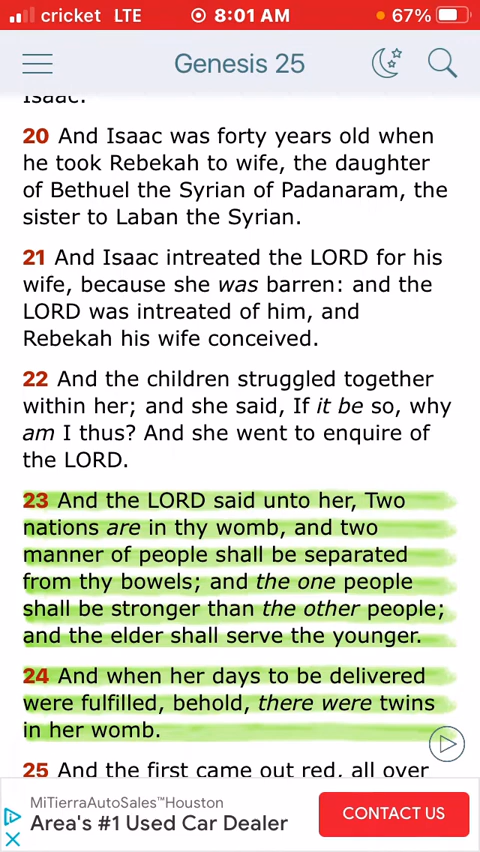 cricket LTE 8:01 AM 67%
Genesis 25
Isaac.
20 And Isaac was forty years old when
he took Rebekah to wife, the daughter
of Bethuel the Syrian of Padanaram, the
sister to Laban the Syrian.
21 And Isaac intreated the LORD for his
wife, because she was barren: and the
LORD was intreated of him, and
Rebekah his wife conceived.
22 And the children struggled together
within her; and she said, If it be so, why
am I thus? And she went to enquire of
the LORD.
23 And the LORD said unto her, Two
nations are in thy womb, and two
manner of people shall be separated
from thy bowels; and the one people
shall be stronger than the other people;
and the elder shall serve the younger.
24 And when her days to be delivered
were fulfilled, behold, there were twins
in her womb.
25 And the first came out red, all over
MiTierraAutoSales™Houston
Area's #1 Used Car Dealer
CONTACT US